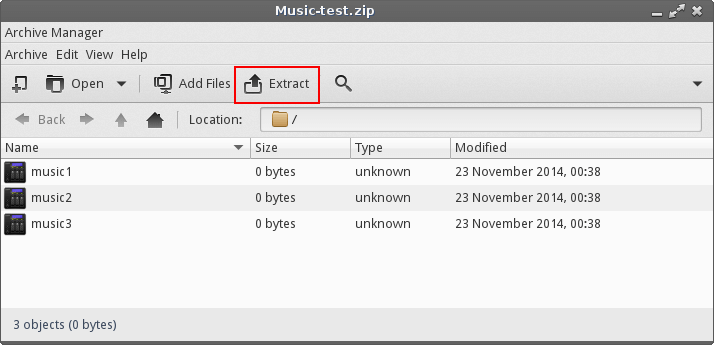 Music-test.zip
Archive Manager
Archive Edit View Help
Open Add Files Extract
Back Location: /
Name Size Type Modified
music1 0 bytes unknown 23 November 2014, 00:38
music2 0 bytes unknown 23 November 2014, 00:38
music3 0 bytes unknown 23 November 2014, 00:38
3 objects (0 bytes)